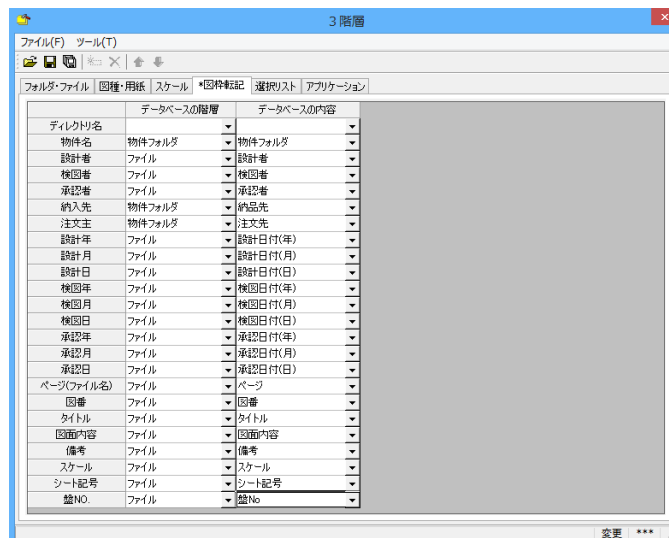 3階層
ファイル(F) ツール(T)
フォルダ・ファイル 図種・用紙 スケール *図枠転記 選択リスト アプリケーション
データベースの階層 データベースの内容
ディレクトリ名
物件名 物件フォルダ 物件フォルダ
設計者 ファイル 設計者
検図者 ファイル 検図者
承認者 ファイル 承認者
納入先 物件フォルダ 納品先
注文主 物件フォルダ 注文先
設計年 ファイル 設計日付(年)
設計月 ファイル 設計日付(月)
設計日 ファイル 設計日付(日)
検図年 ファイル 検図日付(年)
検図月 ファイル 検図日付(月)
検図日 ファイル 検図日付(日)
承認年 ファイル 承認日付(年)
承認月 ファイル 承認日付(月)
承認日 ファイル 承認日付(日)
ページ(ファイル名) ファイル ページ
図番 ファイル 図番
タイトル ファイル タイトル
図面内容 ファイル 図面内容
備考 ファイル 備考
スケール ファイル スケール
シート記号 ファイル シート記号
盤NO. ファイル 盤No
変更 ***